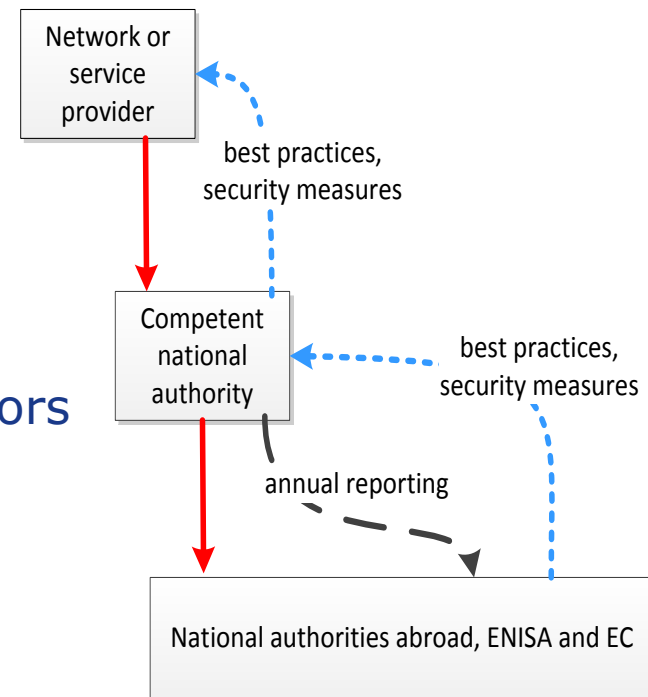 Network or
service
provider
best practices,
security measures
Competent
national
authority
best practices,
security measures
ors
annual reporting
National authorities abroad, ENISA and EC